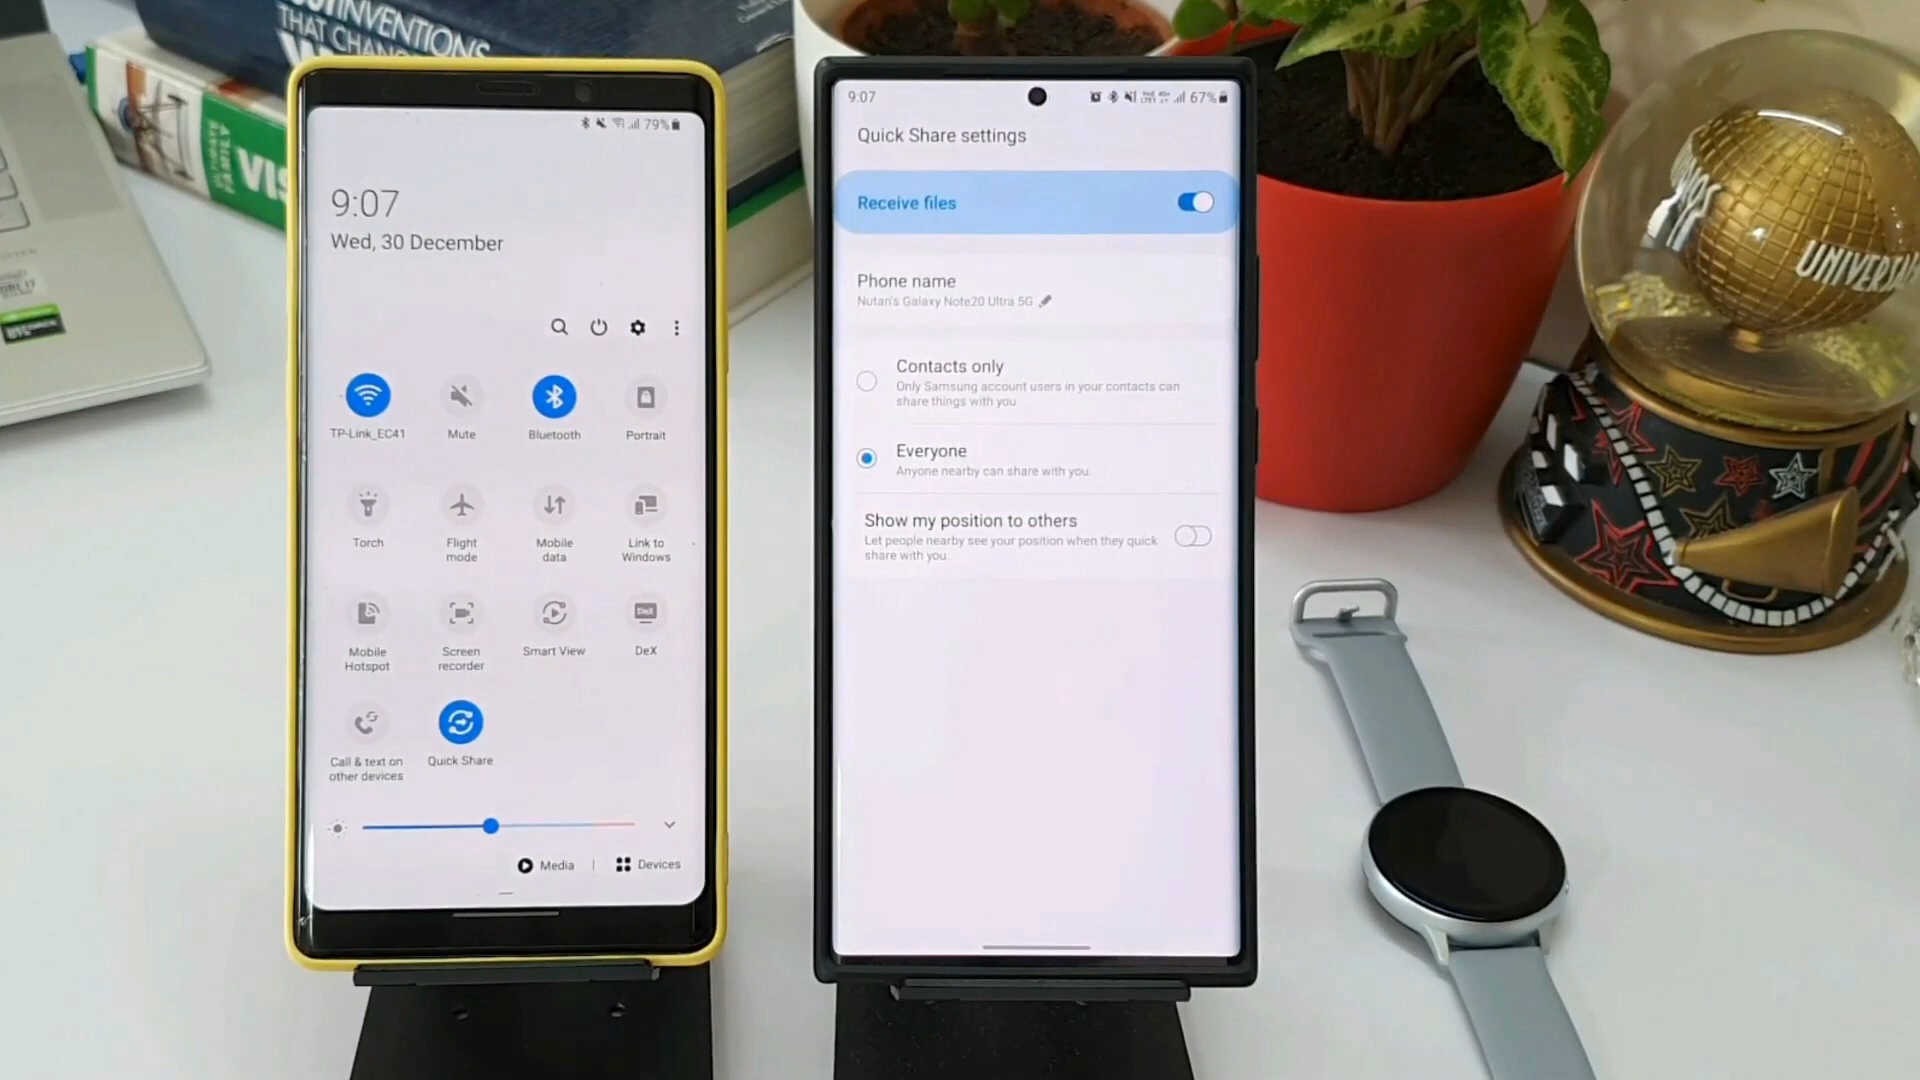 INVENTIONS
THAT CHAN
ULTIMATE
FAMILY
VIS
79%
9:07
Wed, 30 December
TP-Link_EC41
Mute
Bluetooth
Portrait
Torch
Flight
mode
Mobile
data
Link to
Windows
Mobile
Hotspot
Screen
recorder
Smart View
DeX
DeX
Call & text on
other devices
Quick Share
Media
Devices
9:07
67%
Quick Share settings
Receive files
Phone name
Nutan's Galaxy Note20 Ultra 5G
Contacts only
Only Samsung account users in your contacts can
share things with you.
Everyone
Anyone nearby can share with you.
Show my position to others
Let people nearby see your position when they quick
share with you.
UNIVERSAL